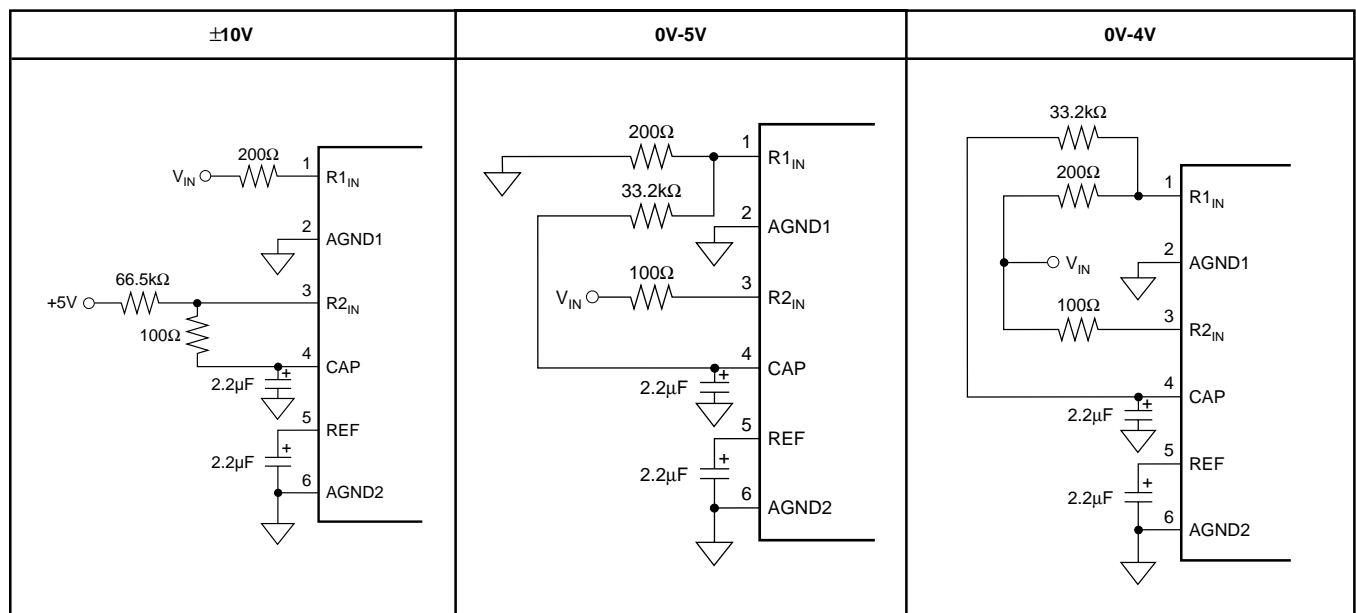 ±10V
0V-5V
0V-4V
200Ω
V_IN
1
R1_IN
2
AGND1
66.5kΩ
+5V
3
R2_IN
100Ω
4
CAP
+
2.2µF
5
REF
+
2.2µF
6
AGND2
200Ω
1
R1_IN
33.2kΩ
2
AGND1
100Ω
V_IN
3
R2_IN
4
CAP
+
2.2µF
5
REF
+
2.2µF
6
AGND2
33.2kΩ
200Ω
1
R1_IN
2
AGND1
V_IN
100Ω
3
R2_IN
4
CAP
+
2.2µF
5
REF
+
2.2µF
6
AGND2